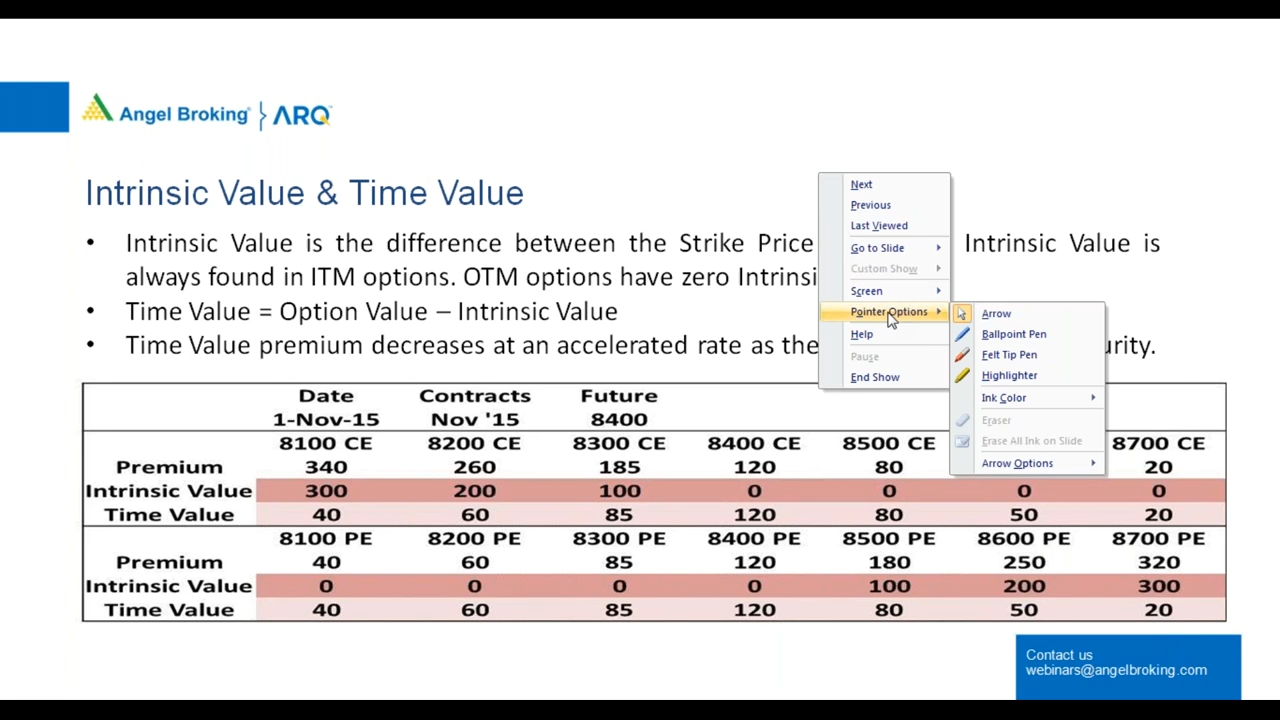 Angel Broking ARQ
Intrinsic Value & Time Value
• Intrinsic Value is the difference between the Strike Price Intrinsic Value is
always found in ITM options. OTM options have zero
• Time Value = Option Value – Intrinsic Value
• Time Value premium decreases at an accelerated rate as the
Next
Previous
Last Viewed
Go to Slide
Custom Show
Screen
Pointer Options
Help
Pause
End Show
Arrow
Ballpoint Pen
Felt Tip Pen
Highlighter
Ink Color
Eraser
Erase All Ink on Slide
Arrow Options
Date Contracts Future
1-Nov-15 Nov '15 8400
8100 CE 8200 CE 8300 CE 8400 CE 8500 CE 8700 CE
Premium 340 260 185 120 80 20
Intrinsic Value 300 200 100 0 0 0 0
Time Value 40 60 85 120 80 50 20
8100 PE 8200 PE 8300 PE 8400 PE 8500 PE 8600 PE 8700 PE
Premium 40 60 85 120 180 250 320
Intrinsic Value 0 0 0 0 100 200 300
Time Value 40 60 85 120 80 50 20
Contact us
webinars@angelbroking.com